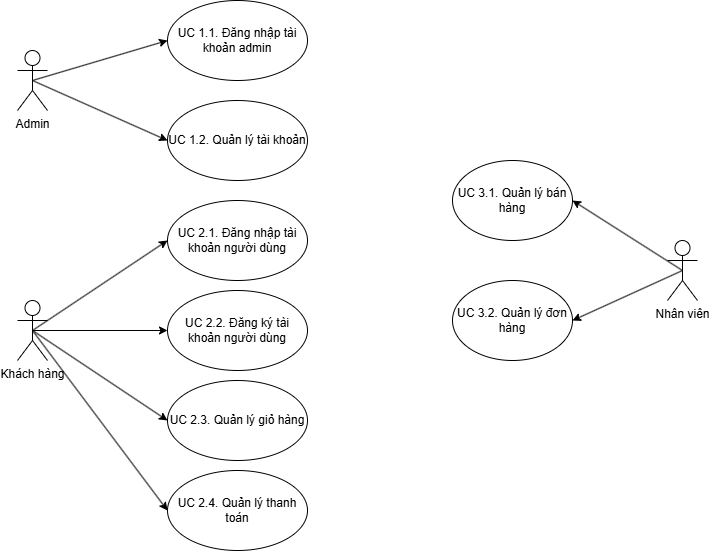 UC 1.1. Đăng nhập tài
khoản admin
Admin
UC 1.2. Quản lý tài khoản
UC 2.1. Đăng nhập tài
khoản người dùng
UC 2.2. Đăng ký tài
khoản người dùng
Khách hàng
UC 2.3. Quản lý giỏ hàng
UC 2.4. Quản lý thanh
toán
UC 3.1. Quản lý bán
hàng
UC 3.2. Quản lý đơn
hàng
Nhân viên